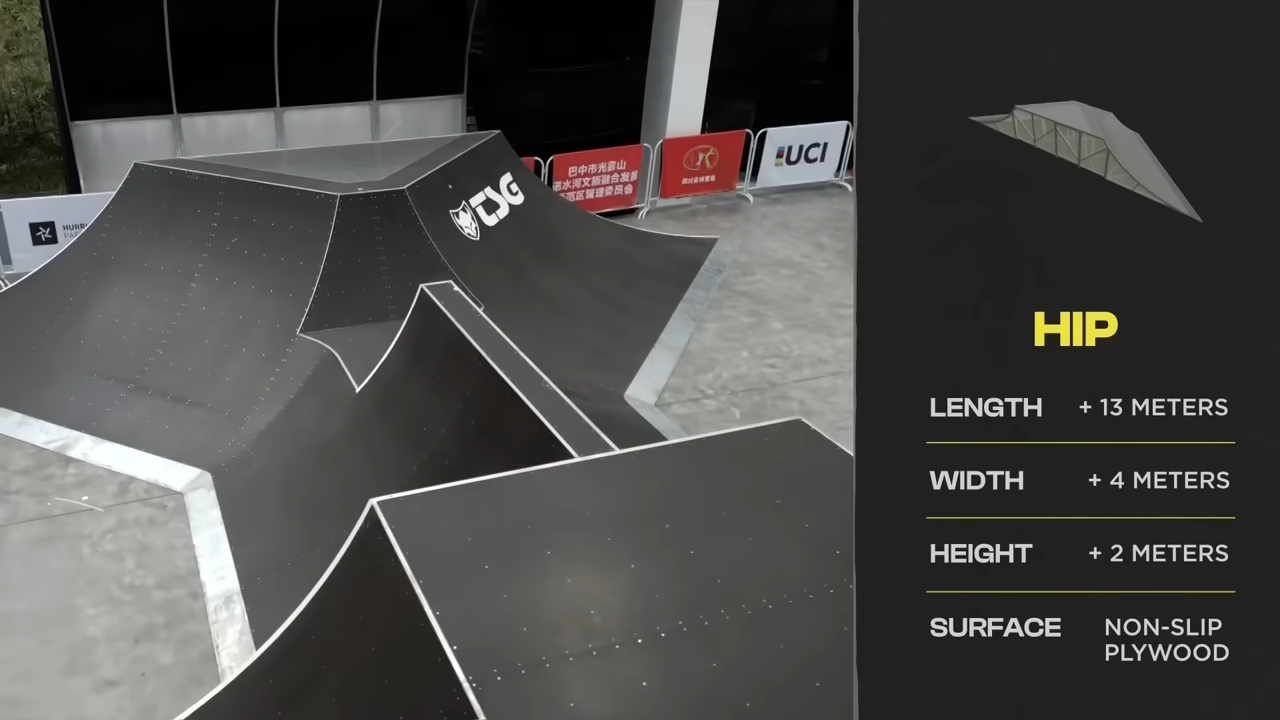 巴中市光雾山
诺水河文旅融合发展
示范区管理委员会
UCI
TSG
HURRI
HIP
LENGTH + 13 METERS
WIDTH + 4 METERS
HEIGHT + 2 METERS
SURFACE NON-SLIP
PLYWOOD